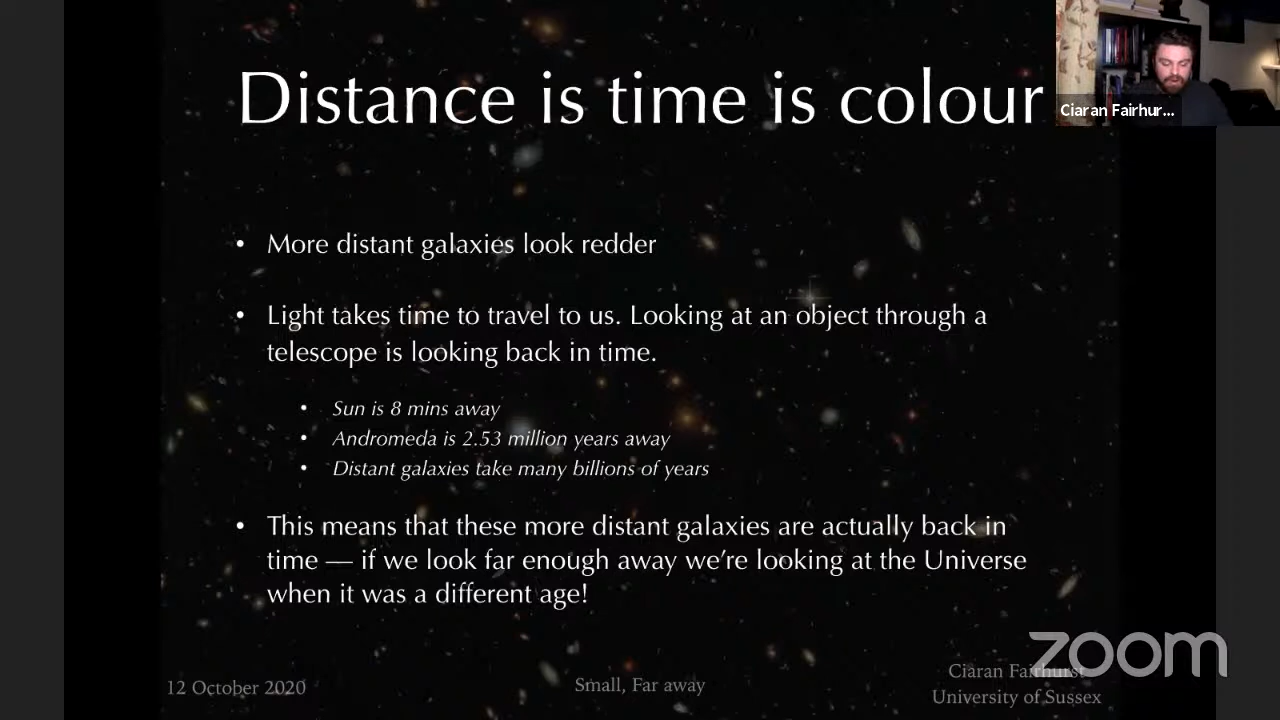 Distance is time is colour
Ciaran Fairhur...
• More distant galaxies look redder
• Light takes time to travel to us. Looking at an object through a
telescope is looking back in time.
• Sun is 8 mins away
• Andromeda is 2.53 million years away
• Distant galaxies take many billions of years
• This means that these more distant galaxies are actually back in
time — if we look far enough away we're looking at the Universe
when it was a different age!
zoom
12 October 2020
Small, Far away
Ciaran Fairhurst
University of Sussex